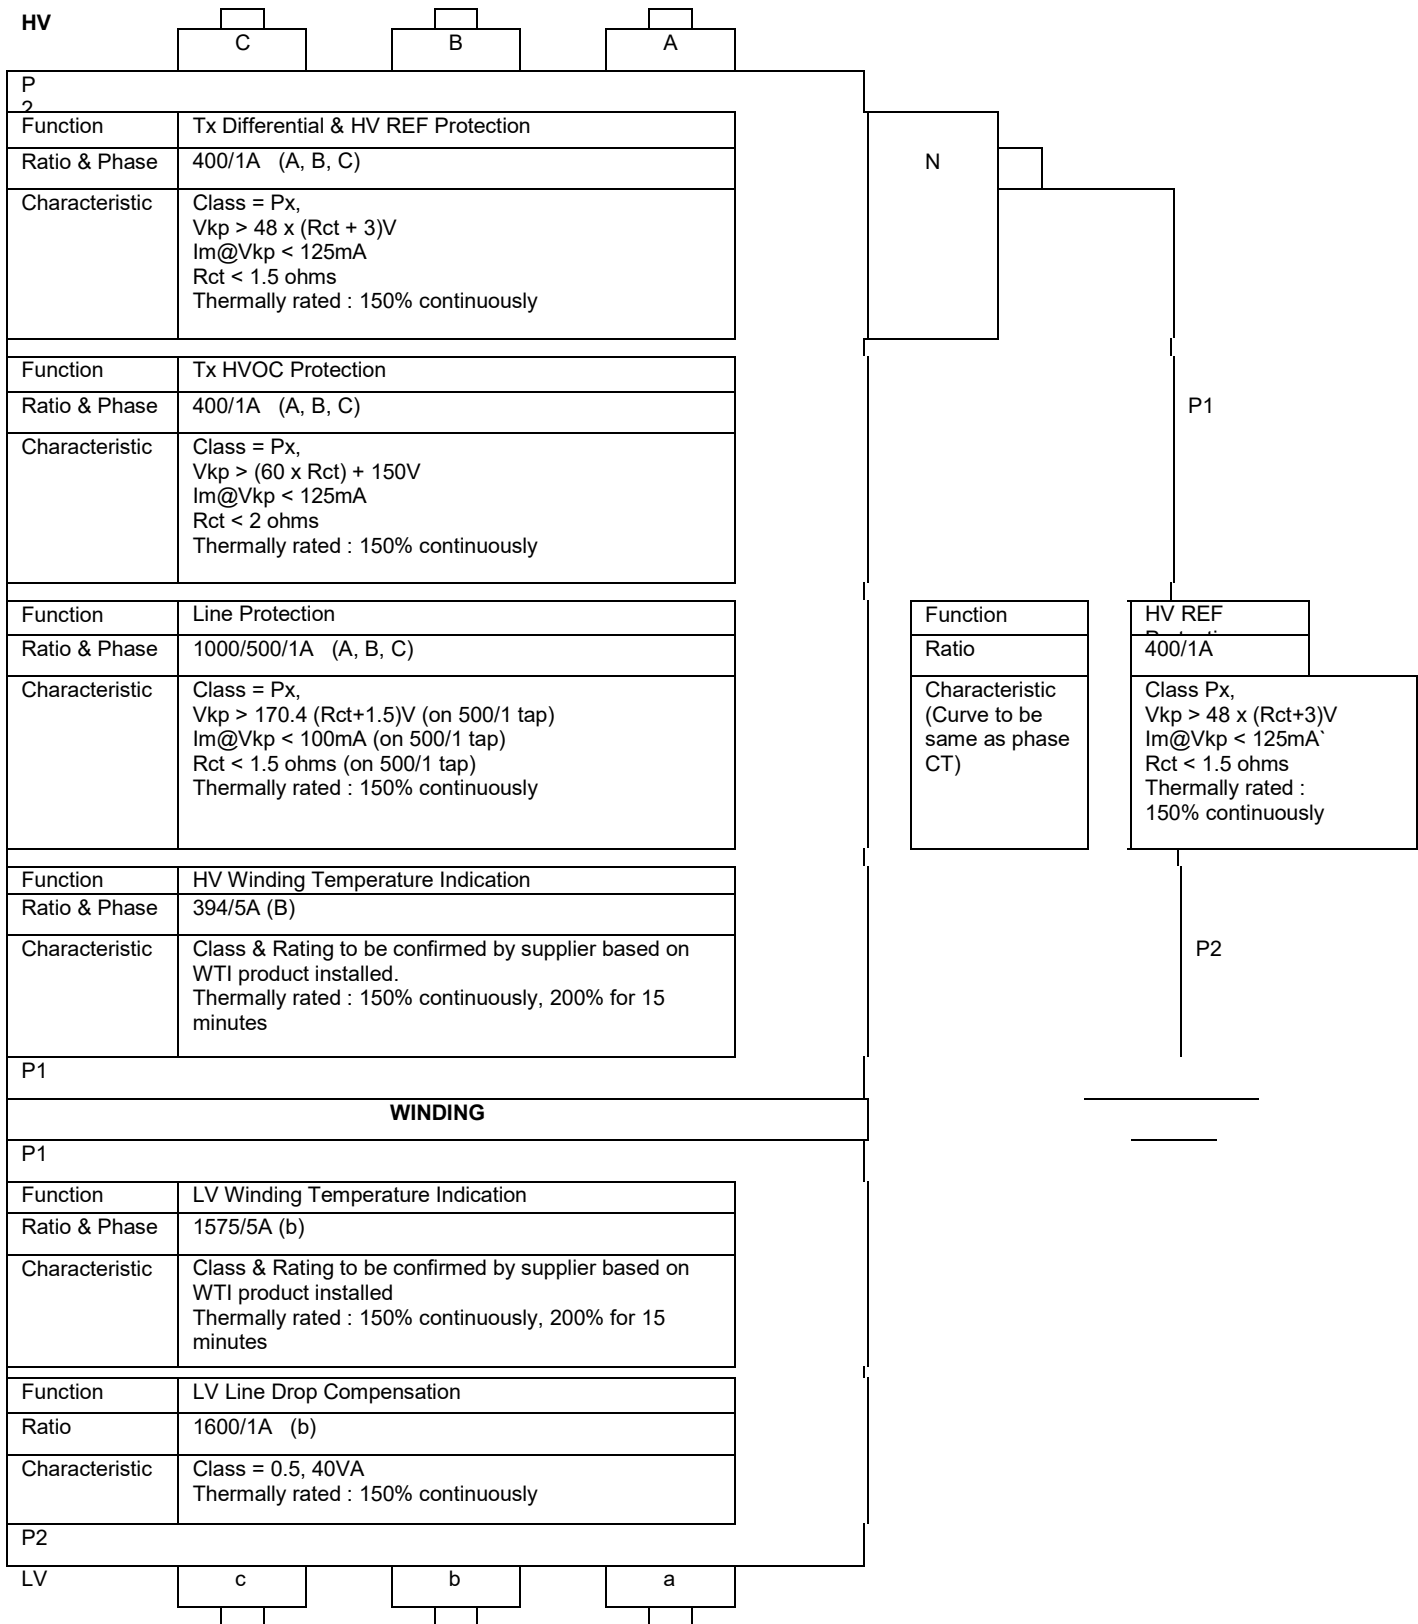 HV
C
B
A
P
2
Function
Tx Differential & HV REF Protection
Ratio & Phase
400/1A (A, B, C)
Characteristic
Class = Px,
Vkp > 48 x (Rct + 3)V
Im@Vkp < 125mA
Rct < 1.5 ohms
Thermally rated : 150% continuously
N
Function
Tx HVOC Protection
Ratio & Phase
400/1A (A, B, C)
Characteristic
Class = Px,
Vkp > (60 x Rct) + 150V
Im@Vkp < 125mA
Rct < 2 ohms
Thermally rated : 150% continuously
P1
Function
Line Protection
Ratio & Phase
1000/500/1A (A, B, C)
Characteristic
Class = Px,
Vkp > 170.4 (Rct+1.5)V (on 500/1 tap)
Im@Vkp < 100mA (on 500/1 tap)
Rct < 1.5 ohms (on 500/1 tap)
Thermally rated : 150% continuously
Function
HV REF
Ratio
400/1A
Characteristic
(Curve to be
same as phase
CT)
Class Px,
Vkp > 48 x (Rct+3)V
Im@Vkp < 125mA`
Rct < 1.5 ohms
Thermally rated :
150% continuously
Function
HV Winding Temperature Indication
Ratio & Phase
394/5A (B)
Characteristic
Class & Rating to be confirmed by supplier based on
WTI product installed.
Thermally rated : 150% continuously, 200% for 15
minutes
P2
P1
WINDING
P1
Function
LV Winding Temperature Indication
Ratio & Phase
1575/5A (b)
Characteristic
Class & Rating to be confirmed by supplier based on
WTI product installed
Thermally rated : 150% continuously, 200% for 15
minutes
Function
LV Line Drop Compensation
Ratio
1600/1A (b)
Characteristic
Class = 0.5, 40VA
Thermally rated : 150% continuously
P2
LV
c
b
a